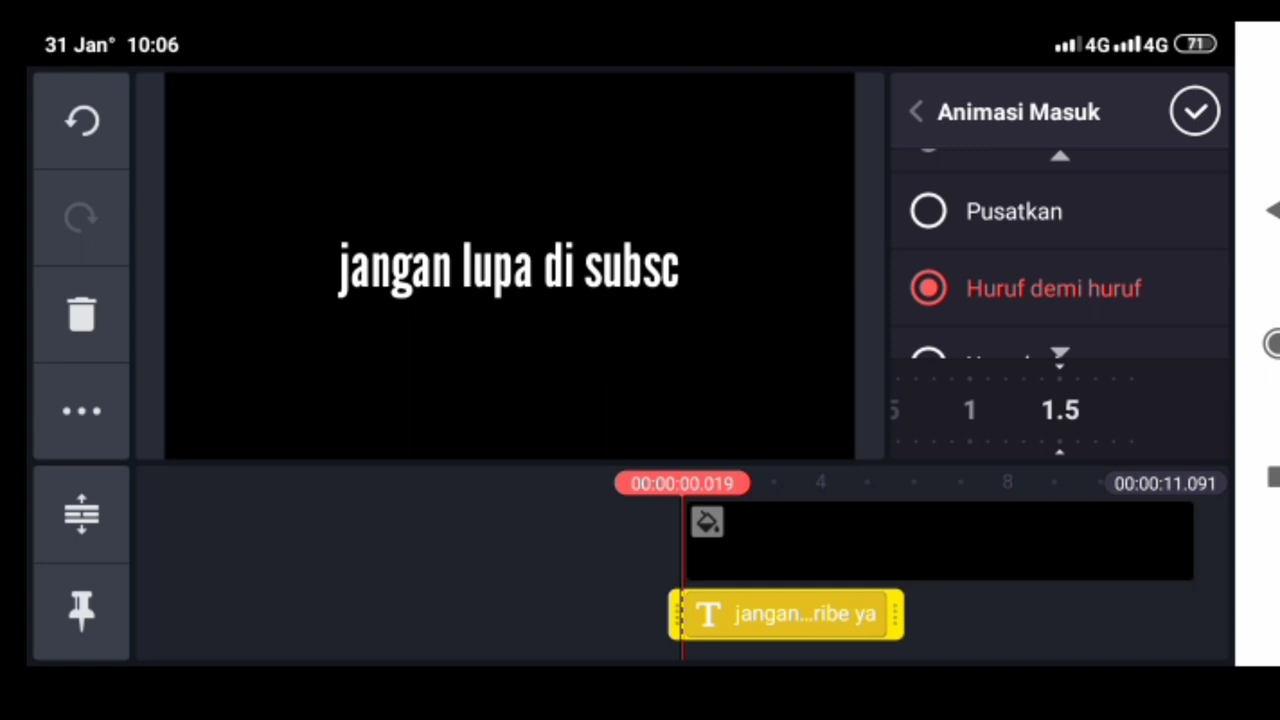 31 Jan° 10:06
4G 4G 71
Animasi Masuk
Pusatkan
jangan lupa di subsc
Huruf demi huruf
1 1.5
00:00:00.019 4 8 00:00:11.091
T jangan...ribe ya